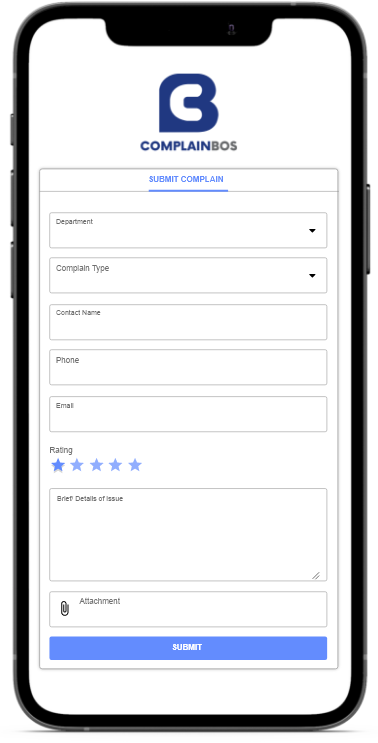 COMPLAINBOS
SUBMIT COMPLAIN
Department
Complain Type
Contact Name
Phone
Email
Rating
Brief/ Details of Issue
Attachment
SUBMIT